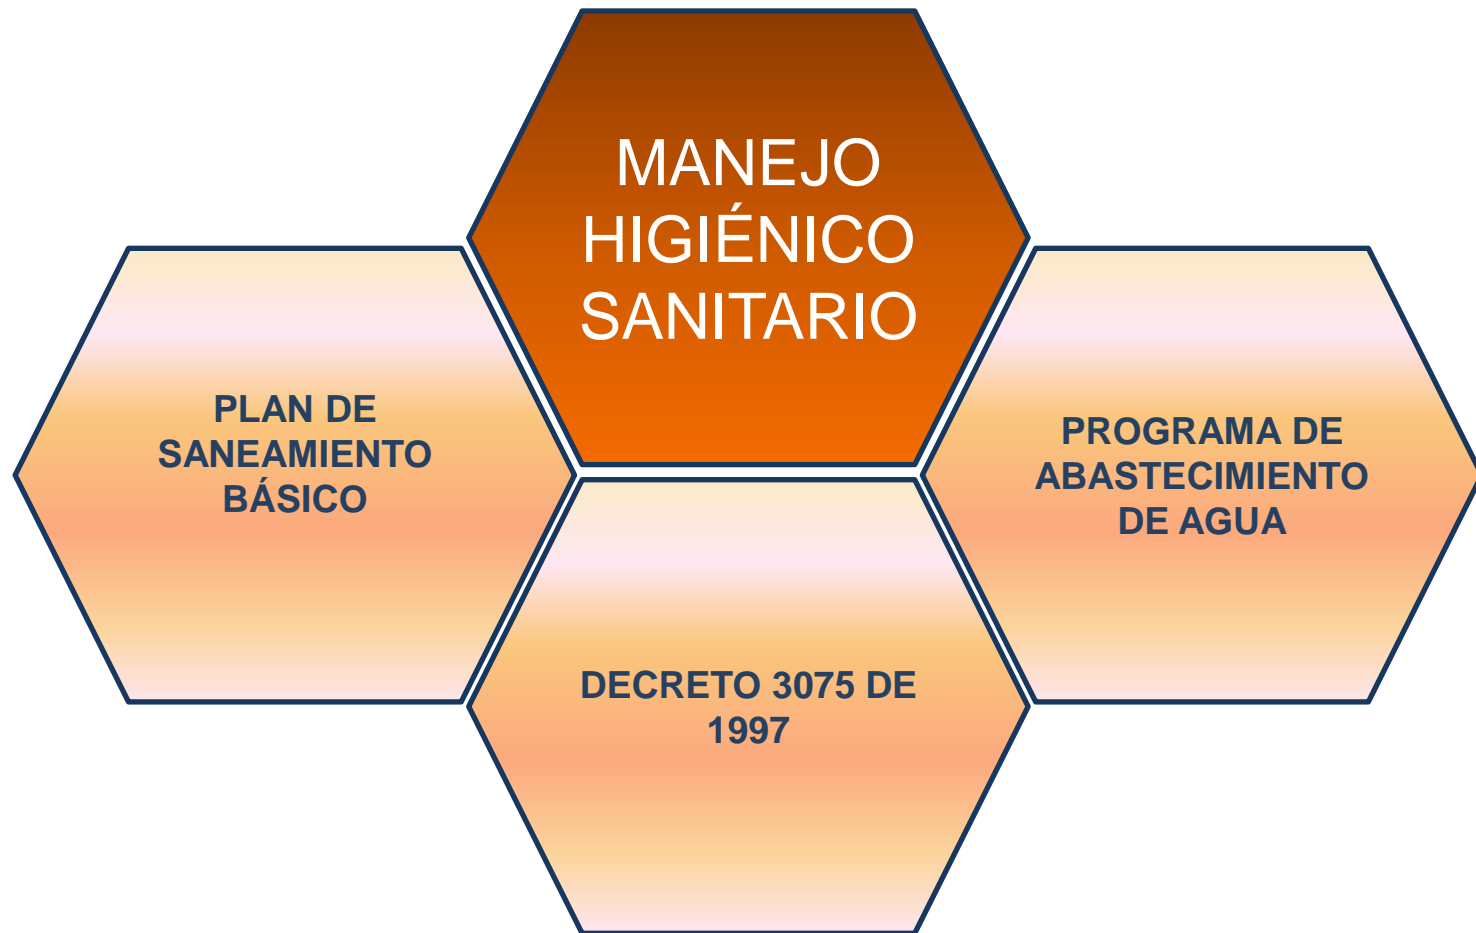 MANEJO
HIGIÉNICO
SANITARIO
PLAN DE
SANEAMIENTO
BÁSICO
PROGRAMA DE
ABASTECIMIENTO
DE AGUA
DECRETO 3075 DE
1997